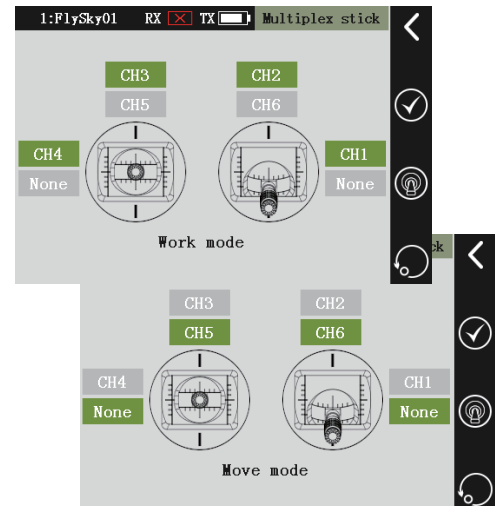 1:FlySky01 RX TX Multiplex stick
CH3 CH2
CH5 CH6
CH4 CH1
None None
Work mode
ck
CH3 CH2
CH5 CH6
CH4 CH1
None None
Move mode